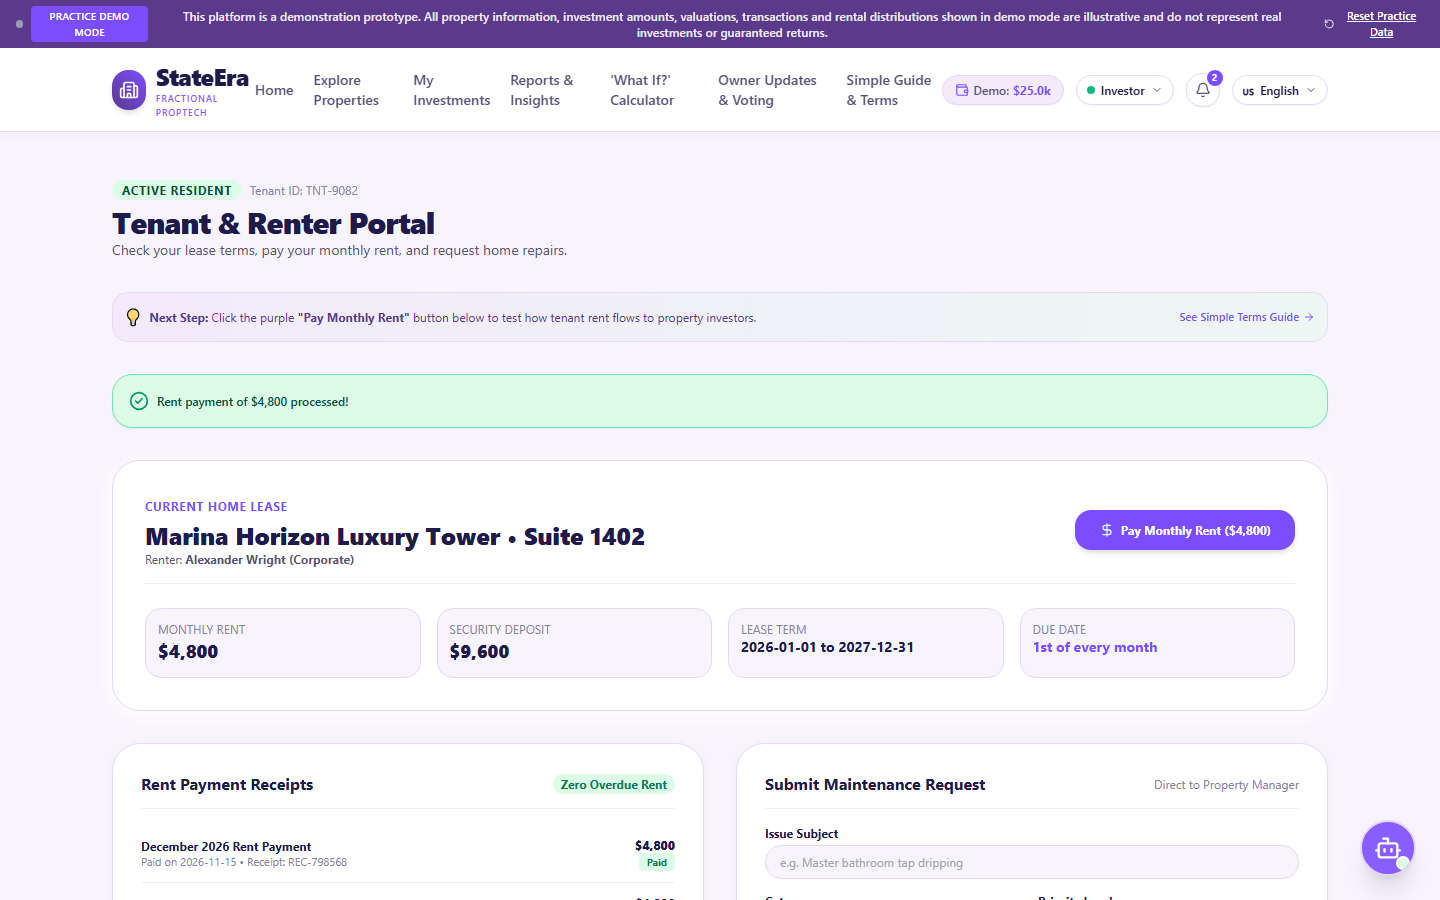 PRACTICE DEMO
MODE
This platform is a demonstration prototype. All property information, investment amounts, valuations, transactions and rental distributions shown in demo mode are illustrative and do not represent real
investments or guaranteed returns.
Reset Practice
Data
StateEra
FRACTIONAL
PROPTECH
Home
Explore
Properties
My
Investments
Reports &
Insights
'What If?'
Calculator
Owner Updates
& Voting
Simple Guide
& Terms
Demo: $25.0k
Investor
2
us English
ACTIVE RESIDENT
Tenant ID: TNT-9082
Tenant & Renter Portal
Check your lease terms, pay your monthly rent, and request home repairs.
Next Step: Click the purple "Pay Monthly Rent" button below to test how tenant rent flows to property investors.
See Simple Terms Guide →
Rent payment of $4,800 processed!
CURRENT HOME LEASE
Marina Horizon Luxury Tower • Suite 1402
Renter: Alexander Wright (Corporate)
$ Pay Monthly Rent ($4,800)
MONTHLY RENT
$4,800
SECURITY DEPOSIT
$9,600
LEASE TERM
2026-01-01 to 2027-12-31
DUE DATE
1st of every month
Rent Payment Receipts
Zero Overdue Rent
December 2026 Rent Payment
$4,800
Paid on 2026-11-15 • Receipt: REC-798568
Paid
Submit Maintenance Request
Direct to Property Manager
Issue Subject
e.g. Master bathroom tap dripping